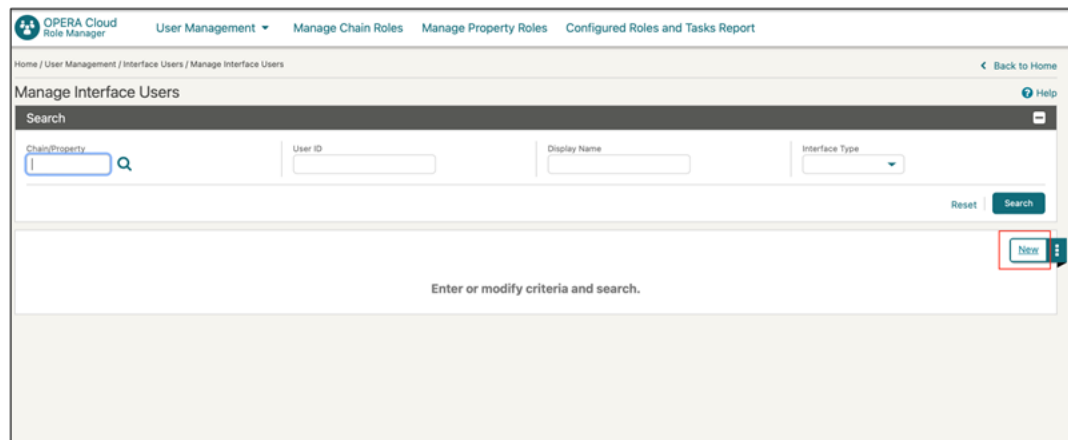 OPERA Cloud
Role Manager
User Management
Manage Chain Roles
Manage Property Roles
Configured Roles and Tasks Report
Home / User Management / Interface Users / Manage Interface Users
Back to Home
Manage Interface Users
Help
Search
Chain/Property
User ID
Display Name
Interface Type
Reset
Search
New
Enter or modify criteria and search.